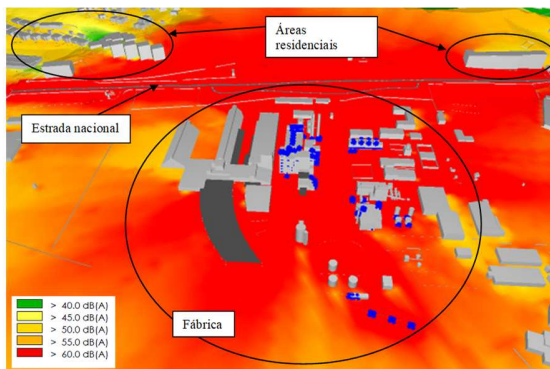 Áreas
residenciais
Estrada nacional
Fábrica
> 40.0 dB(A)
> 45.0 dB(A)
> 50.0 dB(A)
> 55.0 dB(A)
> 60.0 dB(A)